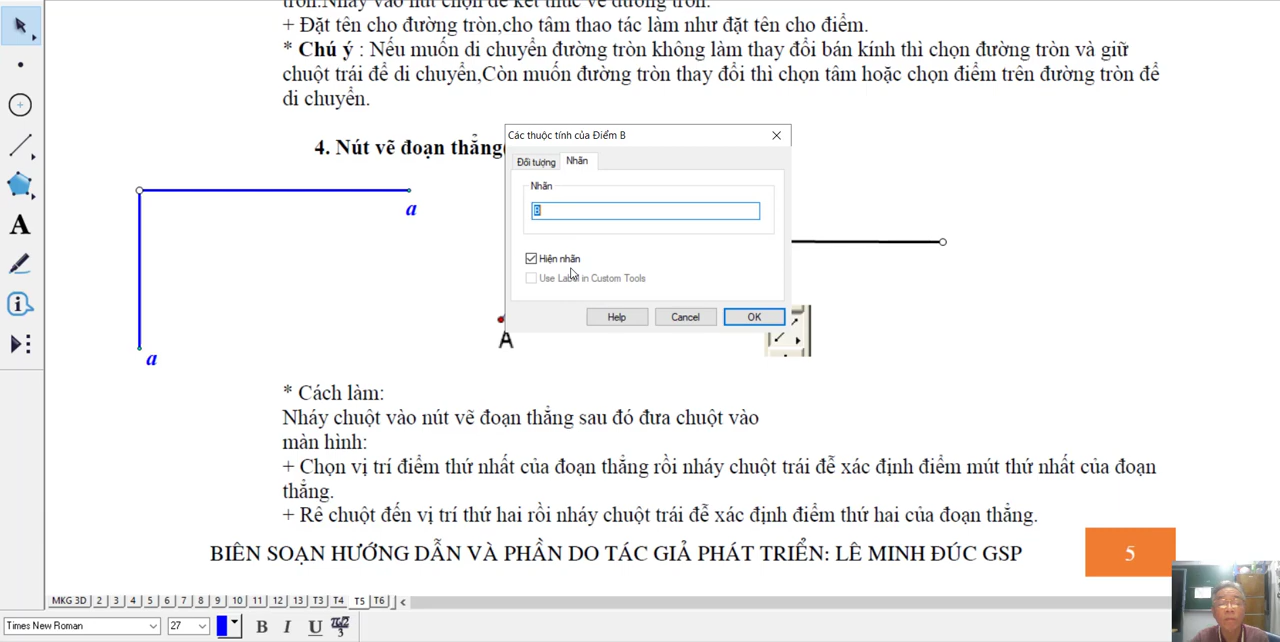 tròn.Nháy vào nút chọn để kết thúc vẽ đường tròn.
+ Đặt tên cho đường tròn,cho tâm thao tác làm như đặt tên cho điểm.
* Chú ý : Nếu muốn di chuyển đường tròn không làm thay đổi bán kính thì chọn đường tròn và giữ
chuột trái để di chuyển,Còn muốn đường tròn thay đổi thì chọn tâm hoặc chọn điểm trên đường tròn để
di chuyển.
4. Nút vẽ đoạn thẳng(
Các thuộc tính của Điểm B
Đối tượng
Nhãn
Nhãn
B
Hiện nhãn
Use Label in Custom Tools
Help
Cancel
OK
a
a
A
* Cách làm:
Nháy chuột vào nút vẽ đoạn thẳng sau đó đưa chuột vào
màn hình:
+ Chọn vị trí điểm thứ nhất của đoạn thẳng rồi nháy chuột trái để xác định điểm mút thứ nhất của đoạn
thẳng.
+ Rê chuột đến vị trí thứ hai rồi nháy chuột trái để xác định điểm thứ hai của đoạn thẳng.
BIÊN SOẠN HƯỚNG DẪN VÀ PHẦN DO TÁC GIẢ PHÁT TRIỂN: LÊ MINH ĐÚC GSP
5
MKG 3D 2 3 4 5 6 7 8 9 10 11 12 13 T3 T4 T5 T6
Times New Roman 27 B I U